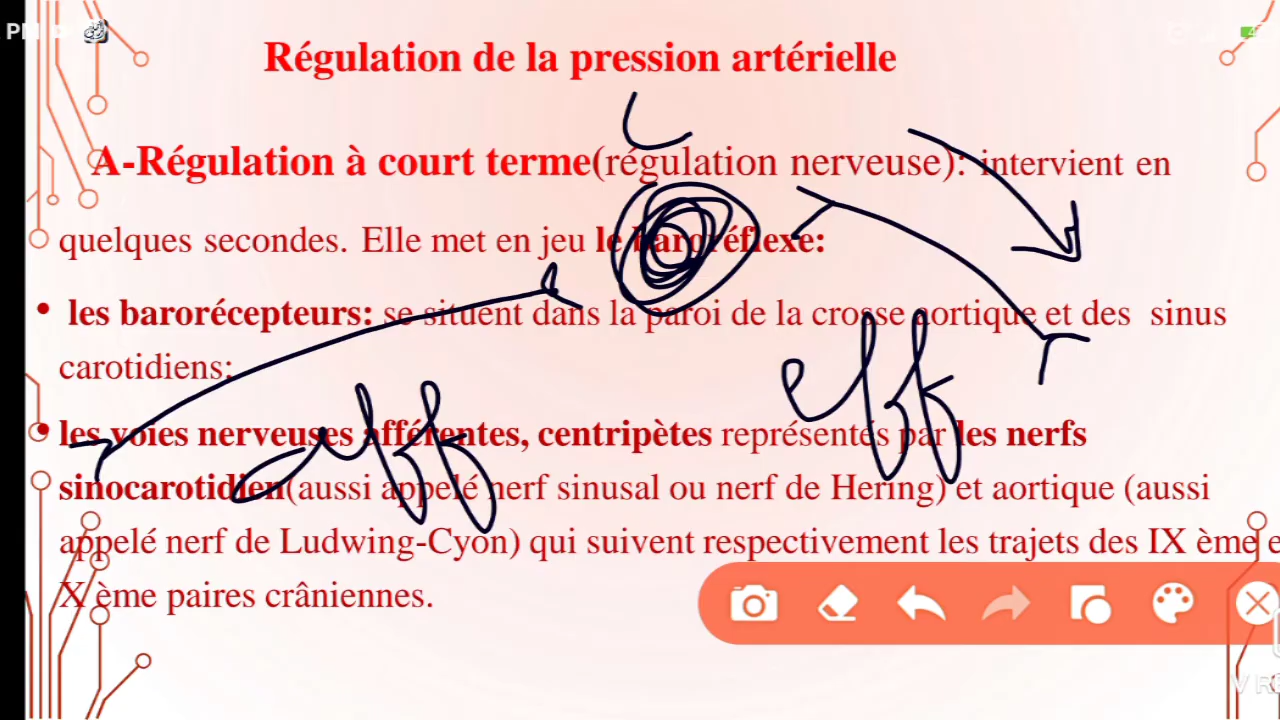 PM
Régulation de la pression artérielle
A-Régulation à court terme(régulation nerveuse): intervient en
quelques secondes. Elle met en jeu le baroréflexe:
• les barorécepteurs: se situent dans la paroi de la crosse aortique et des sinus
carotidiens;
• les voies nerveuses afférentes, centripètes représentés par les nerfs
sinocarotidien(aussi appelé nerf sinusal ou nerf de Hering) et aortique (aussi
appelé nerf de Ludwing-Cyon) qui suivent respectivement les trajets des IX ème e
X ème paires crâniennes.
aff
eff